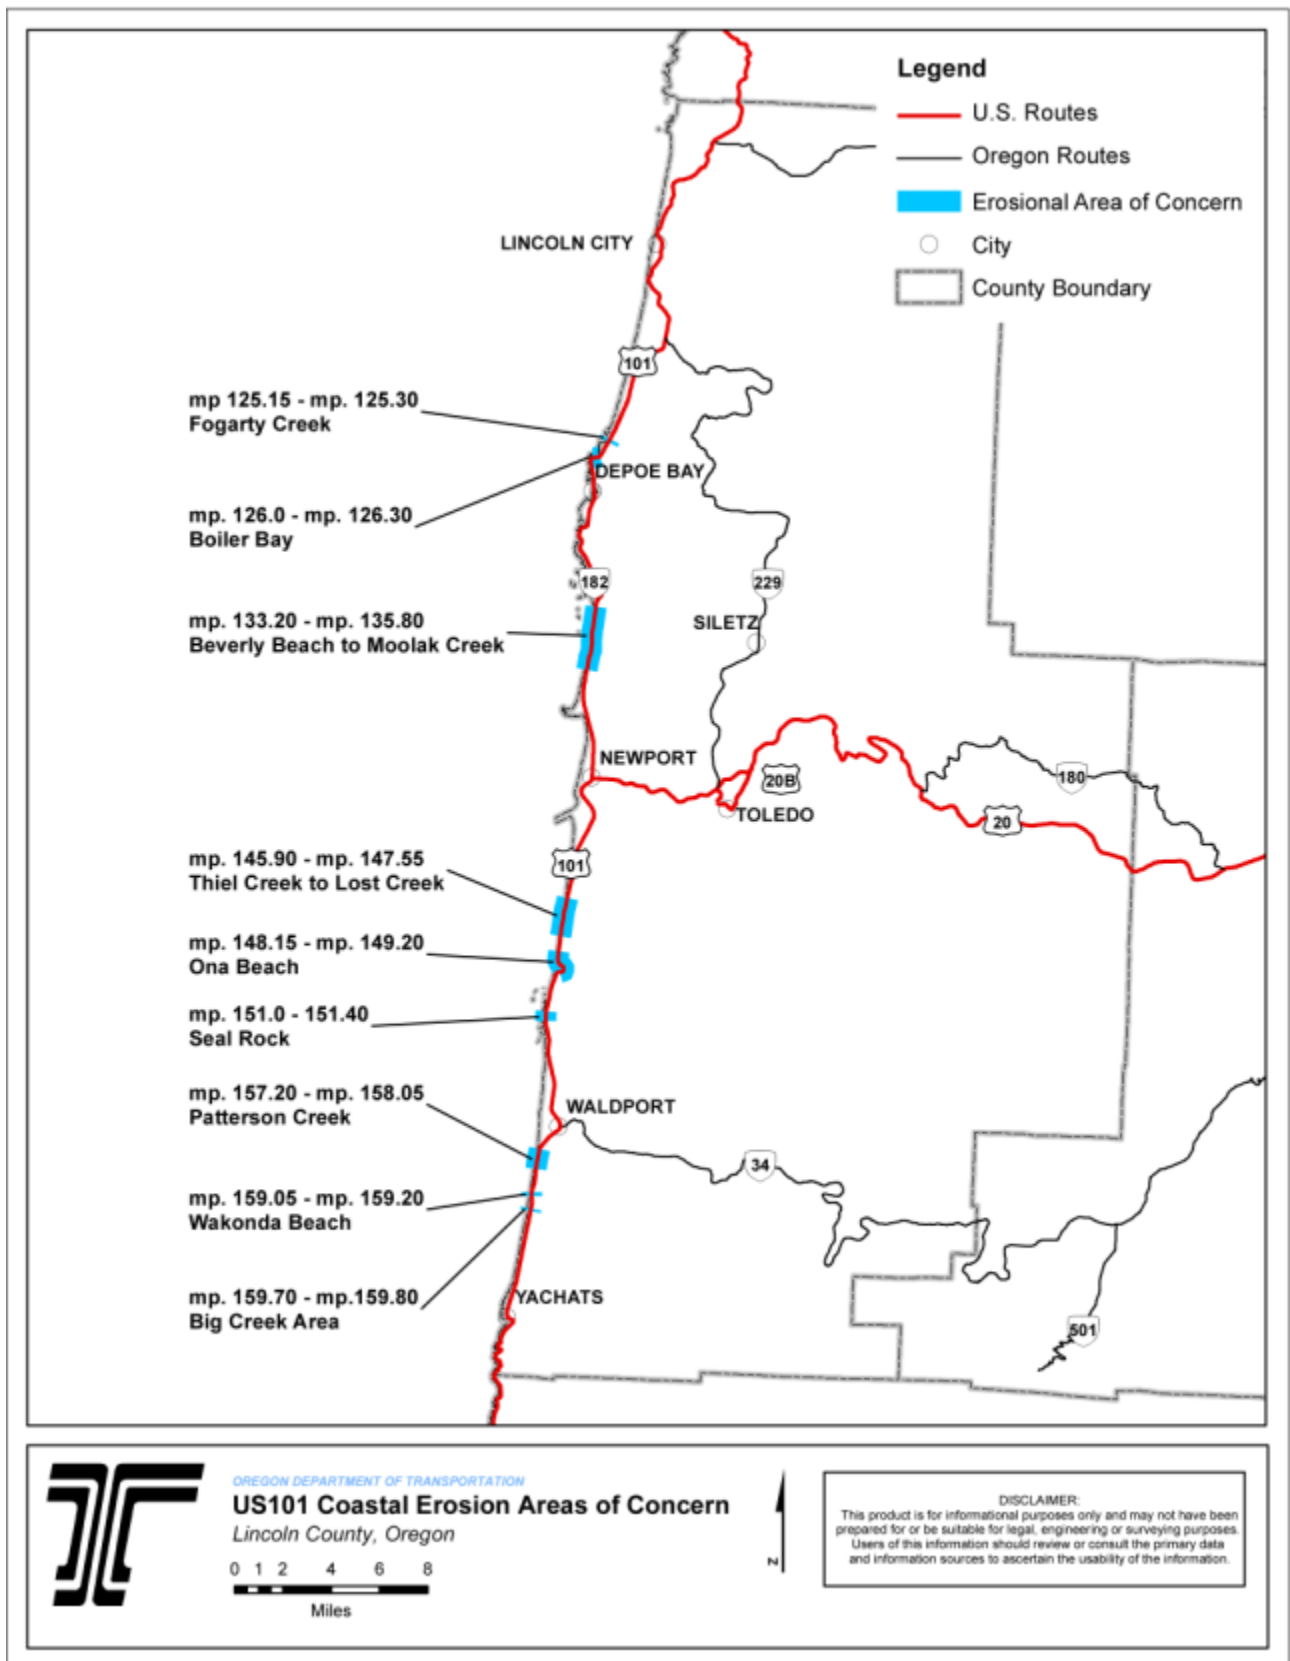 Legend
U.S. Routes
Oregon Routes
Erosional Area of Concern
City
County Boundary
LINCOLN CITY
101
mp 125.15 - mp. 125.30
Fogarty Creek
DEPOE BAY
mp. 126.0 - mp. 126.30
Boiler Bay
182
229
mp. 133.20 - mp. 135.80
Beverly Beach to Moolak Creek
SILETZ
NEWPORT
20B
180
TOLEDO
20
mp. 145.90 - mp. 147.55
Thiel Creek to Lost Creek
101
mp. 148.15 - mp. 149.20
Ona Beach
mp. 151.0 - 151.40
Seal Rock
mp. 157.20 - mp. 158.05
Patterson Creek
WALDPORT
34
mp. 159.05 - mp. 159.20
Wakonda Beach
mp. 159.70 - mp.159.80
Big Creek Area
YACHATS
501
OREGON DEPARTMENT OF TRANSPORTATION
US101 Coastal Erosion Areas of Concern
Lincoln County, Oregon
0 1 2 4 6 8
Miles
N
DISCLAIMER:
This product is for informational purposes only and may not have been
prepared for or be suitable for legal, engineering or surveying purposes.
Users of this information should review or consult the primary data
and information sources to ascertain the usability of the information.